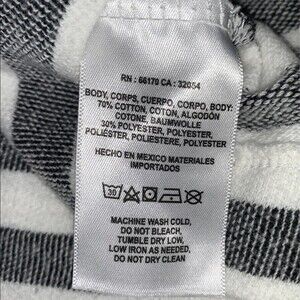 RN : 66170 CA : 32054
BODY, CORPS, CUERPO, CORPO, BODY:
70% COTTON, COTON, ALGODÓN
COTONE, BAUMWOLLE
30% POLYESTER, POLYESTER,
POLIÉSTER, POLIESTERE, POLYESTER
HECHO EN MEXICO MATERIALES
IMPORTADOS
30
MACHINE WASH COLD,
DO NOT BLEACH,
TUMBLE DRY LOW,
LOW IRON AS NEEDED,
DO NOT DRY CLEAN